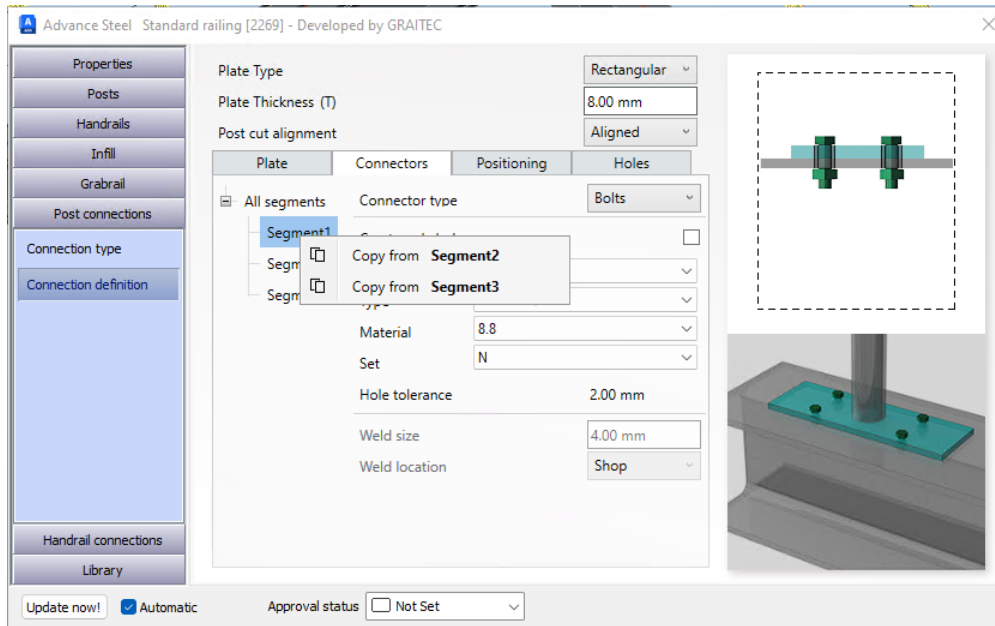 Advance Steel Standard railing [2269] - Developed by GRAITEC
Properties
Posts
Handrails
Infill
Grabrail
Post connections
Connection type
Connection definition
Handrail connections
Library
Plate Type
Rectangular
Plate Thickness (T)
8.00 mm
Post cut alignment
Aligned
Plate
Connectors
Positioning
Holes
All segments
Segment1
Segm
Segm
Copy from Segment2
Copy from Segment3
Connector type
Bolts
Type
Material
8.8
Set
N
Hole tolerance
2.00 mm
Weld size
4.00 mm
Weld location
Shop
Update now!
Automatic
Approval status
Not Set